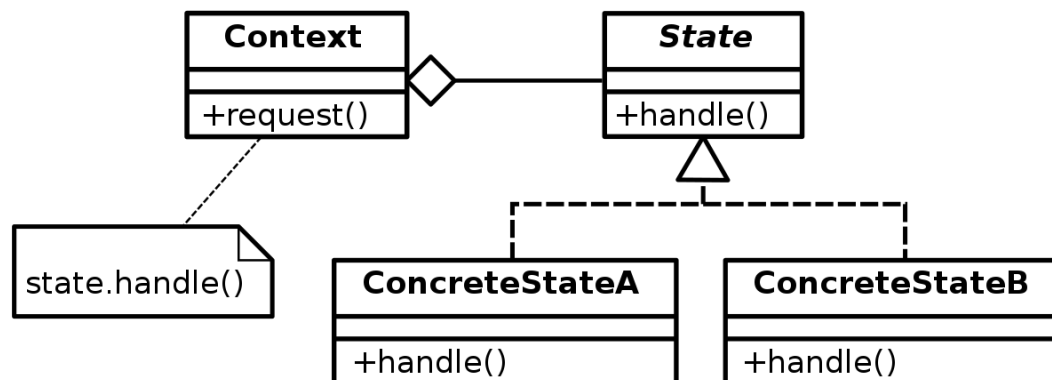 Context
+request()
State
+handle()
state.handle()
ConcreteStateA
+handle()
ConcreteStateB
+handle()